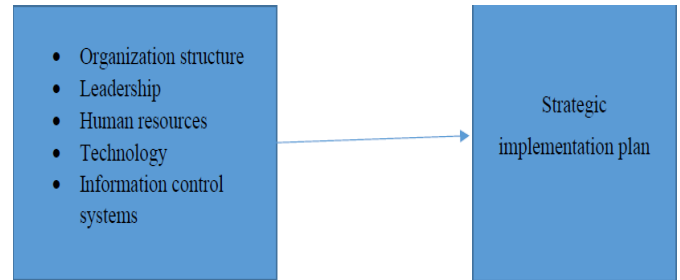 • Organization structure
• Leadership
• Human resources
• Technology
• Information control
systems
Strategic
implementation plan